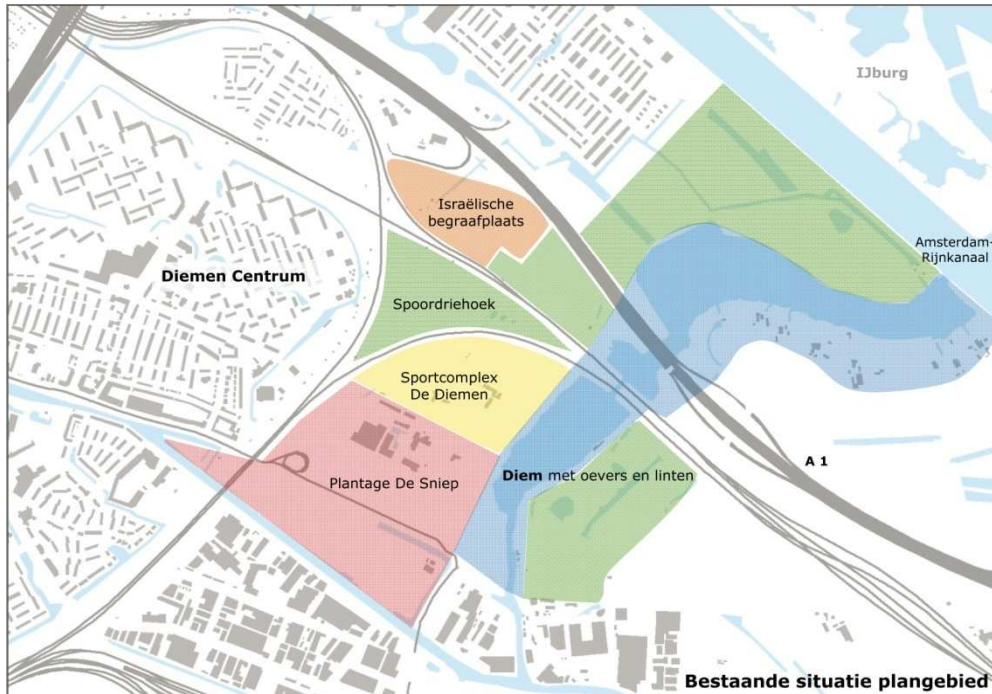 IJburg
Israëlische
begraafplaats
Amsterdam-
Rijnkanaal
Diemen Centrum
Spoordriehoek
Sportcomplex
De Diemen
Plantage De Sniep
Diem met oevers en linten
A 1
Bestaande situatie plangebied